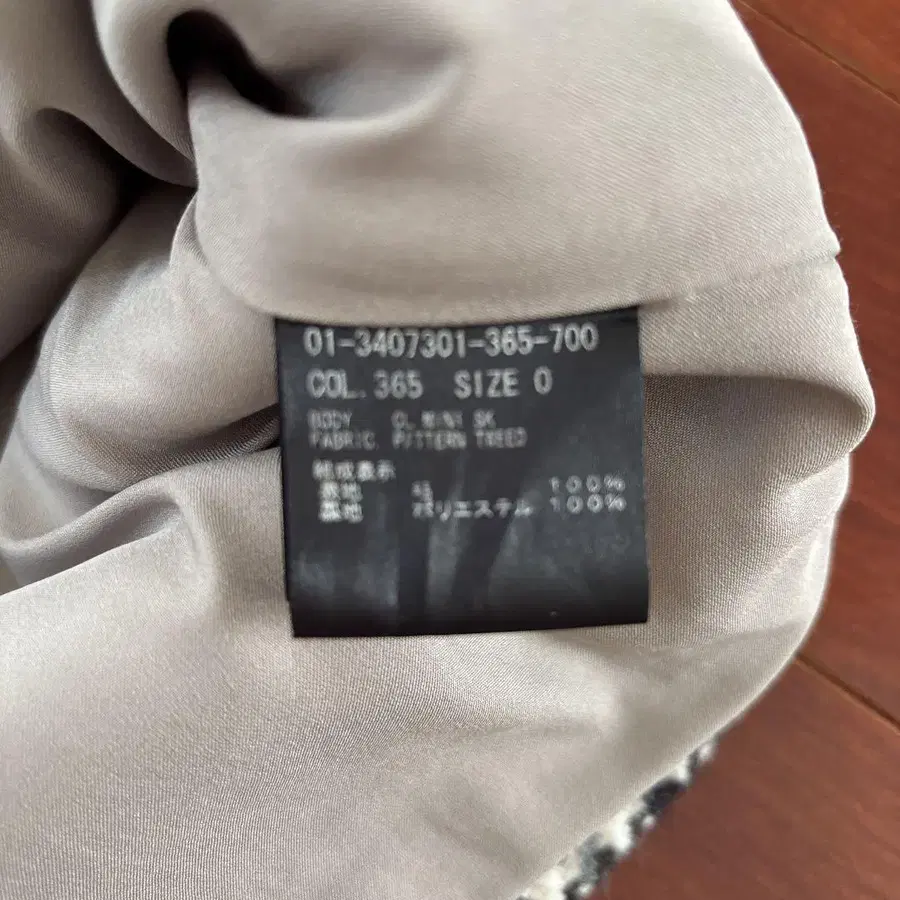 01-3407301-365-700
COL. 365 SIZE 0
BODY C. MINI SK
FABRIC. PATTERN TWEED
組成表示
表地 毛 100%
裏地 ポリエステル 100%